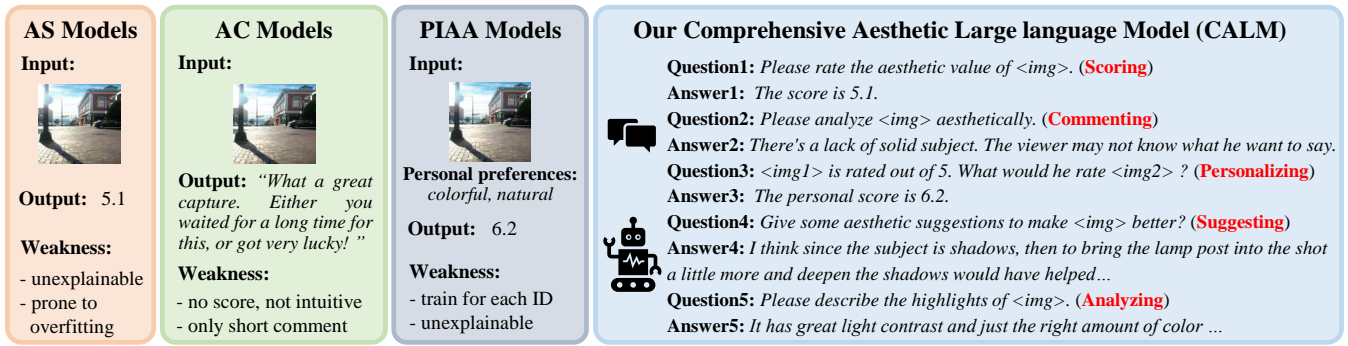 AS Models
Input:
Output: 5.1
Weakness:
- unexplainable
- prone to
overfitting
AC Models
Input:
Output: “What a great
capture. Either you
waited for a long time for
this, or got very lucky! ”
Weakness:
- no score, not intuitive
- only short comment
PIAA Models
Input:
Personal preferences:
colorful, natural
Output: 6.2
Weakness:
- train for each ID
- unexplainable
Our Comprehensive Aesthetic Large language Model (CALM)
Question1: Please rate the aesthetic value of <img>. (Scoring)
Answer1: The score is 5.1.
Question2: Please analyze <img> aesthetically. (Commenting)
Answer2: There's a lack of solid subject. The viewer may not know what he want to say.
Question3: <img1> is rated out of 5. What would he rate <img2> ? (Personalizing)
Answer3: The personal score is 6.2.
Question4: Give some aesthetic suggestions to make <img> better? (Suggesting)
Answer4: I think since the subject is shadows, then to bring the lamp post into the shot
a little more and deepen the shadows would have helped…
Question5: Please describe the highlights of <img>. (Analyzing)
Answer5: It has great light contrast and just the right amount of color …